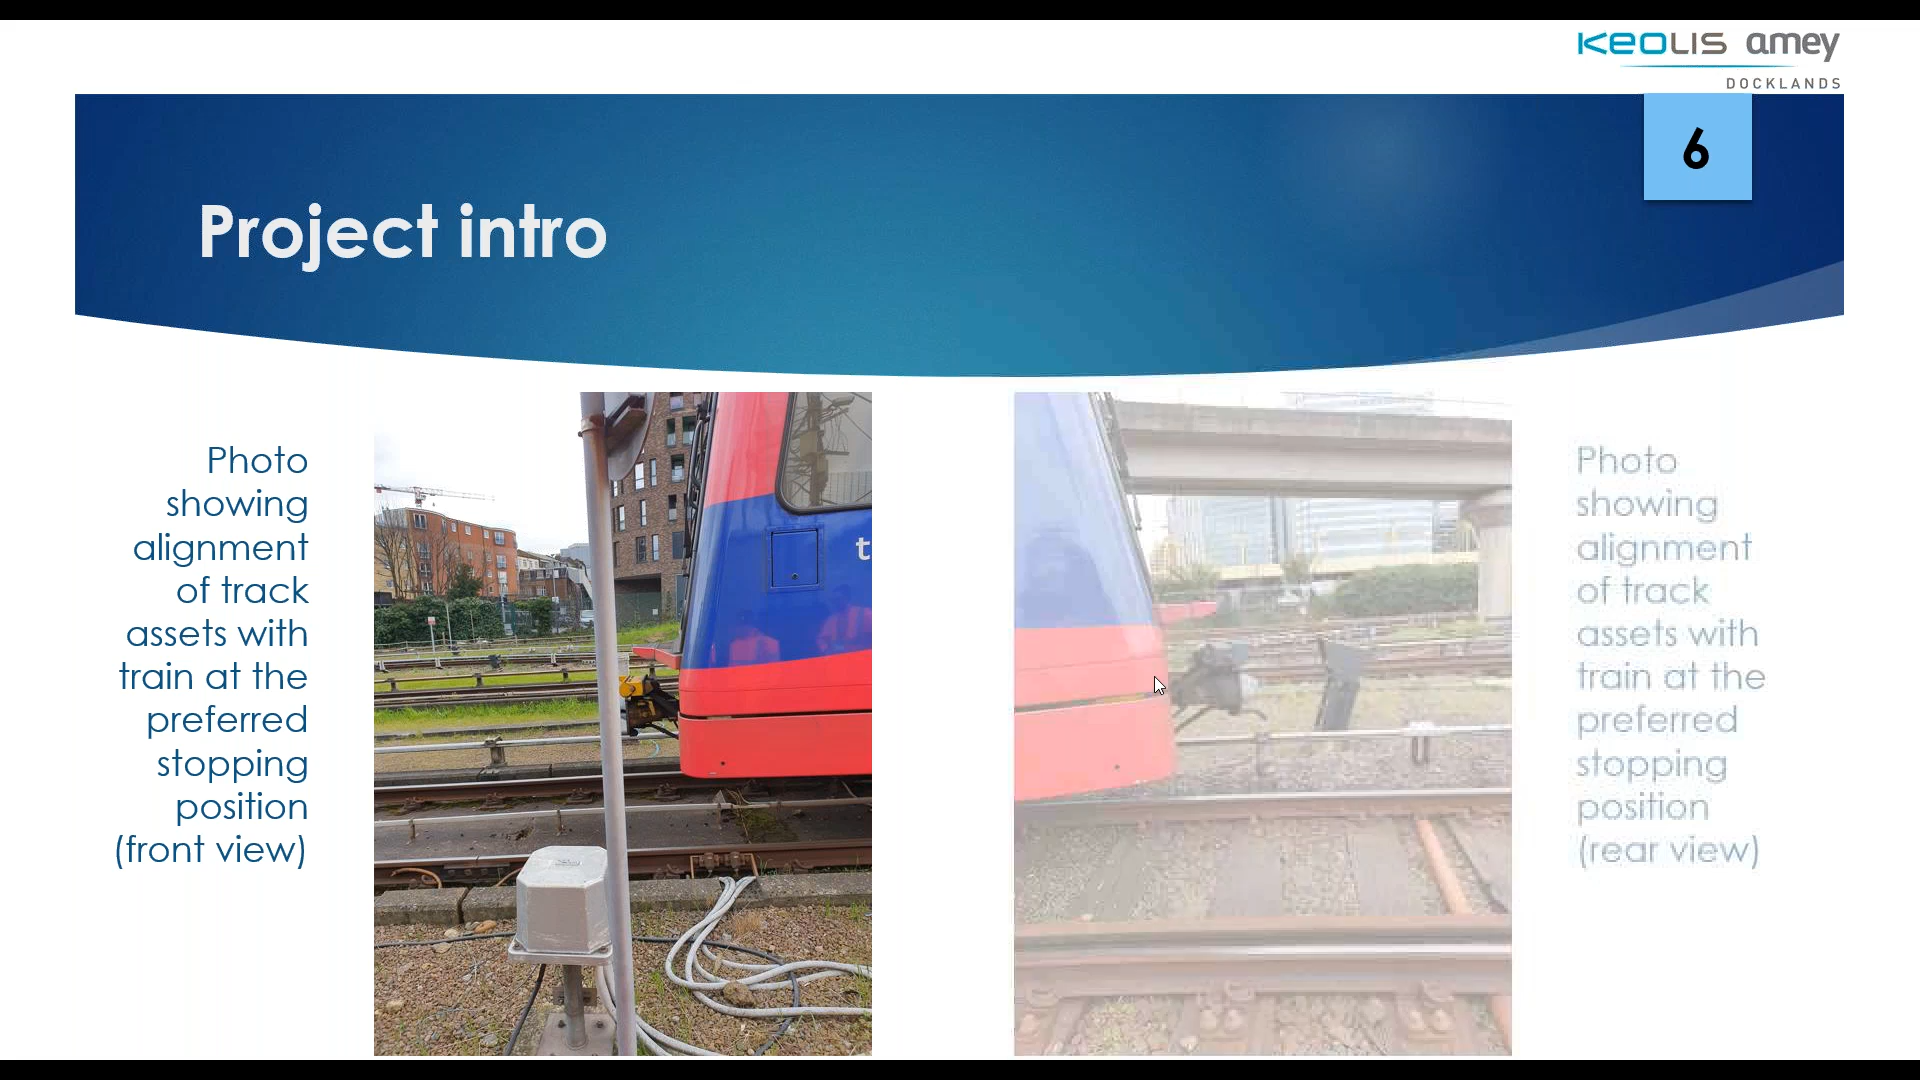 KEOLIS amey
DOCKLANDS
6
Project intro
Photo
showing
alignment
of track
assets with
train at the
preferred
stopping
position
(front view)
t
Photo
showing
alignment
of track
assets with
train at the
preferred
stopping
position
(rear view)